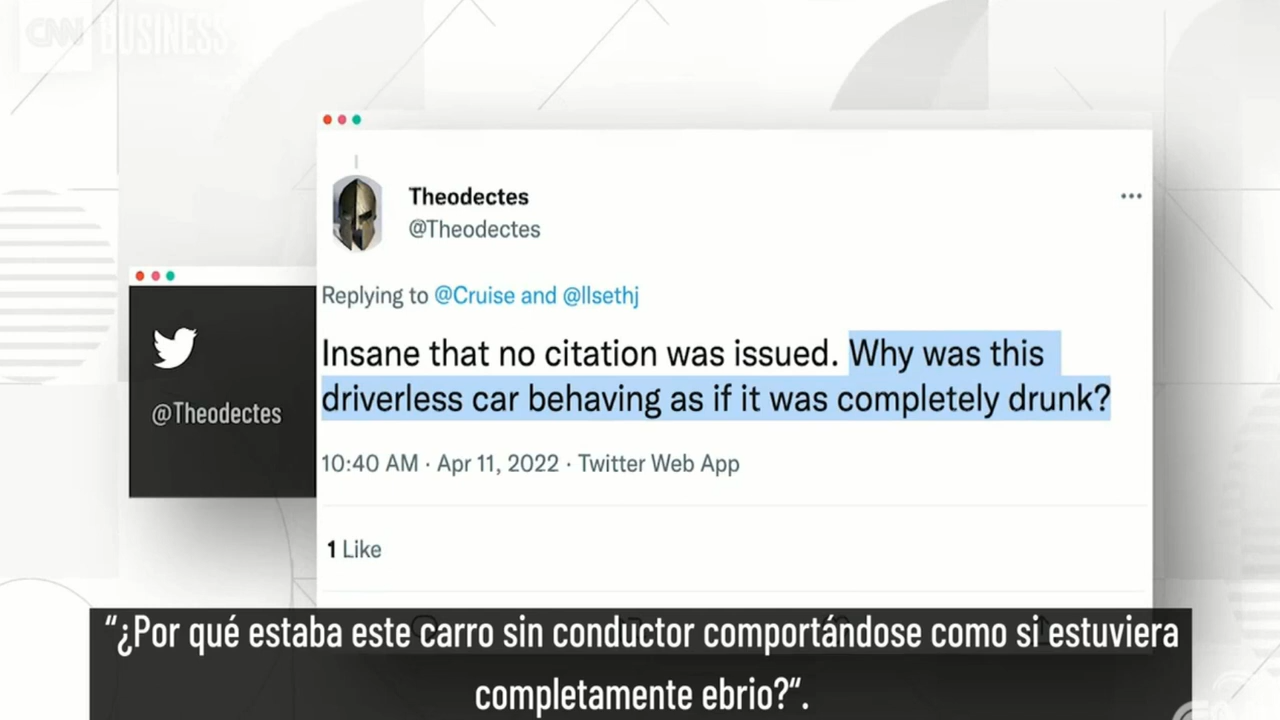 CNN BUSINESS
Theodectes
@Theodectes
Replying to @Cruise and @llsethj
Insane that no citation was issued. Why was this
driverless car behaving as if it was completely drunk?
10:40 AM · Apr 11, 2022 · Twitter Web App
1 Like
@Theodectes
“¿Por qué estaba este carro sin conductor comportándose como si estuviera
completamente ebrio?“.